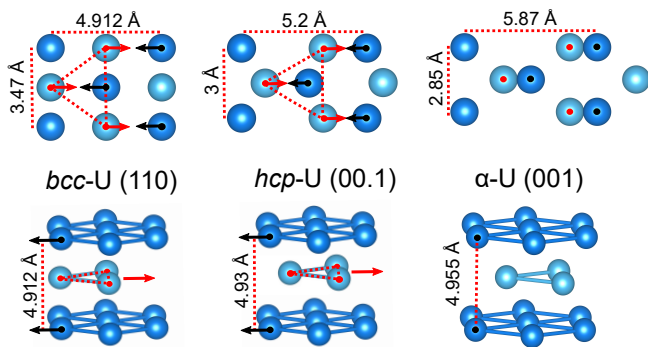 4.912 Å
5.2 Å
5.87 Å
3.47 Å
3 Å
2.85 Å
bcc-U (110)
hcp-U (00.1)
α-U (001)
4.912 Å
4.93 Å
4.955 Å